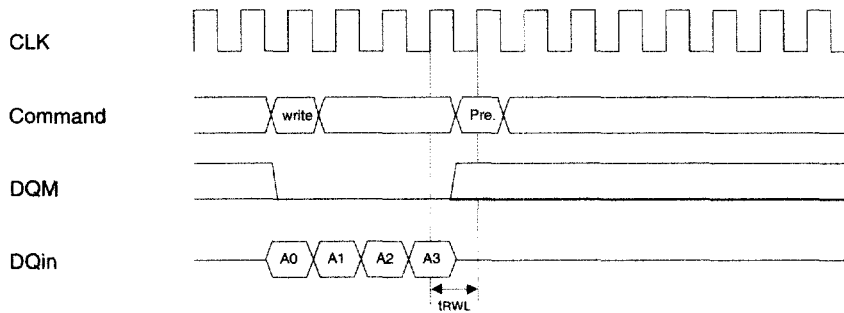 CLK
Command write Pre.
DQM
DQin A0 A1 A2 A3
tRWL